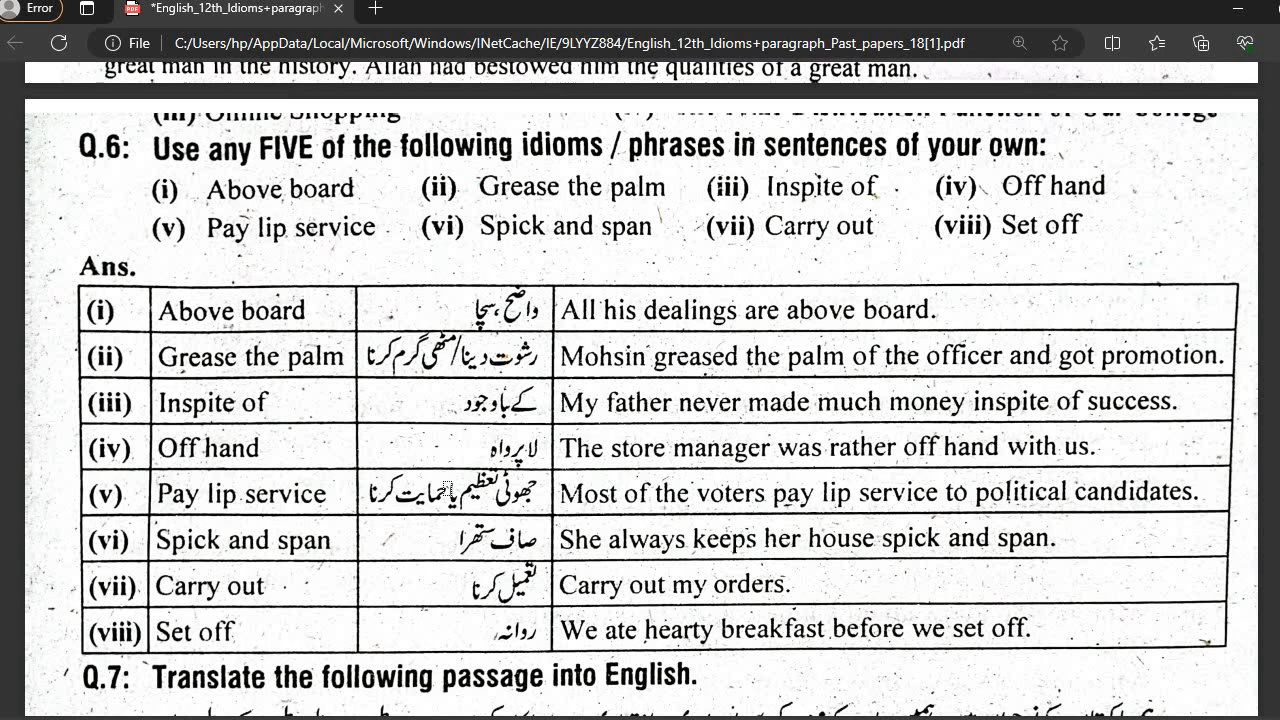 Error
*English_12th_Idioms+paragraph
File C:/Users/hp/AppData/Local/Microsoft/Windows/INetCache/IE/9LYYZ884/English_12th_Idioms+paragraph_Past_papers_18[1].pdf
great man in the history. Allah had bestowed him the qualities of a great man.
(iii) Online Shopping
Q.6: Use any FIVE of the following idioms / phrases in sentences of your own:
(i) Above board (ii) Grease the palm (iii) Inspite of (iv) Off hand
(v) Pay lip service (vi) Spick and span (vii) Carry out (viii) Set off
Ans.
(i) Above board واضح، سچا All his dealings are above board.
(ii) Grease the palm رشوت دینا/مٹھی گرم کرنا Mohsin greased the palm of the officer and got promotion.
(iii) Inspite of کے باوجود My father never made much money inspite of success.
(iv) Off hand لاپرواہ The store manager was rather off hand with us.
(v) Pay lip service جھوٹی تعظیم یا حمایت کرنا Most of the voters pay lip service to political candidates.
(vi) Spick and span صاف ستھرا She always keeps her house spick and span.
(vii) Carry out تعمیل کرنا Carry out my orders.
(viii) Set off روانہ We ate hearty breakfast before we set off.
Q.7: Translate the following passage into English.